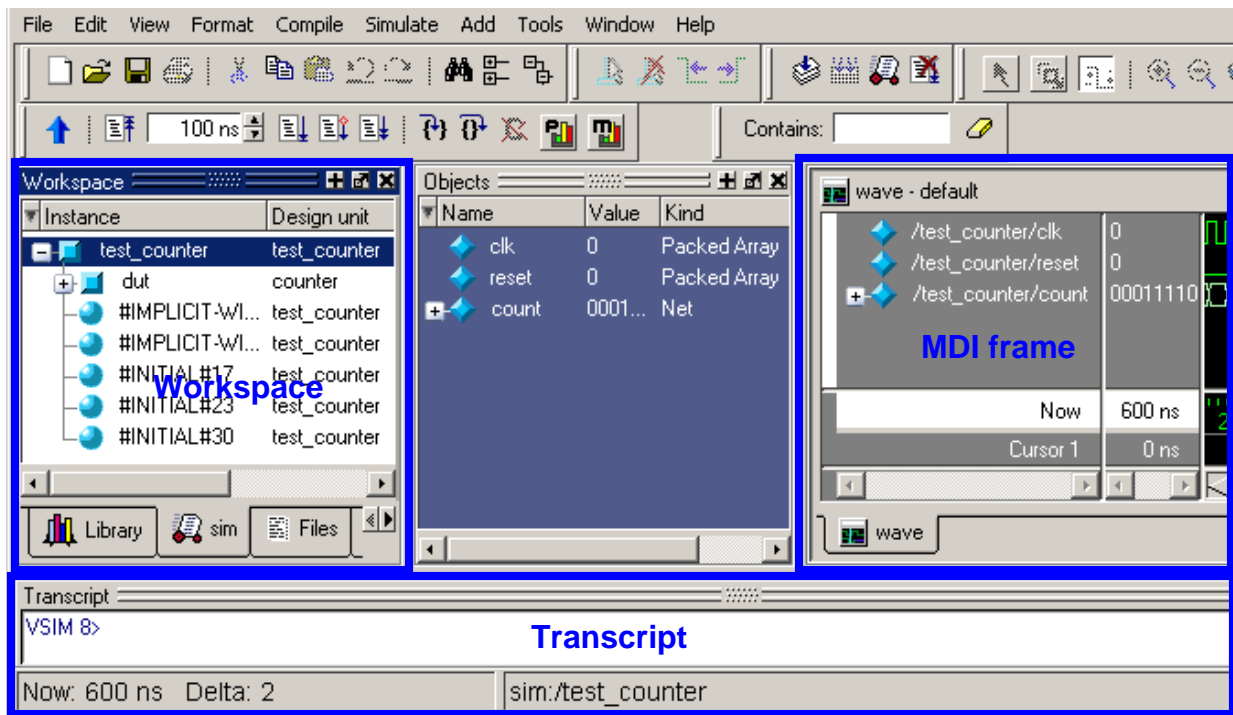 File Edit View Format Compile Simulate Add Tools Window Help
100 ns
Contains:
Workspace
Instance Design unit
test_counter test_counter
dut counter
#IMPLICIT-WI... test_counter
#IMPLICIT-WI... test_counter
#INITIAL#17 test_counter
#INITIAL#23 test_counter
#INITIAL#30 test_counter
Workspace
Library sim Files
Objects
Name Value Kind
clk 0 Packed Array
reset 0 Packed Array
count 0001... Net
wave - default
/test_counter/clk 0
/test_counter/reset 0
/test_counter/count 00011110
MDI frame
Now 600 ns
Cursor 1 0 ns
2
wave
Transcript
VSIM 8>
Transcript
Now: 600 ns Delta: 2 sim:/test_counter